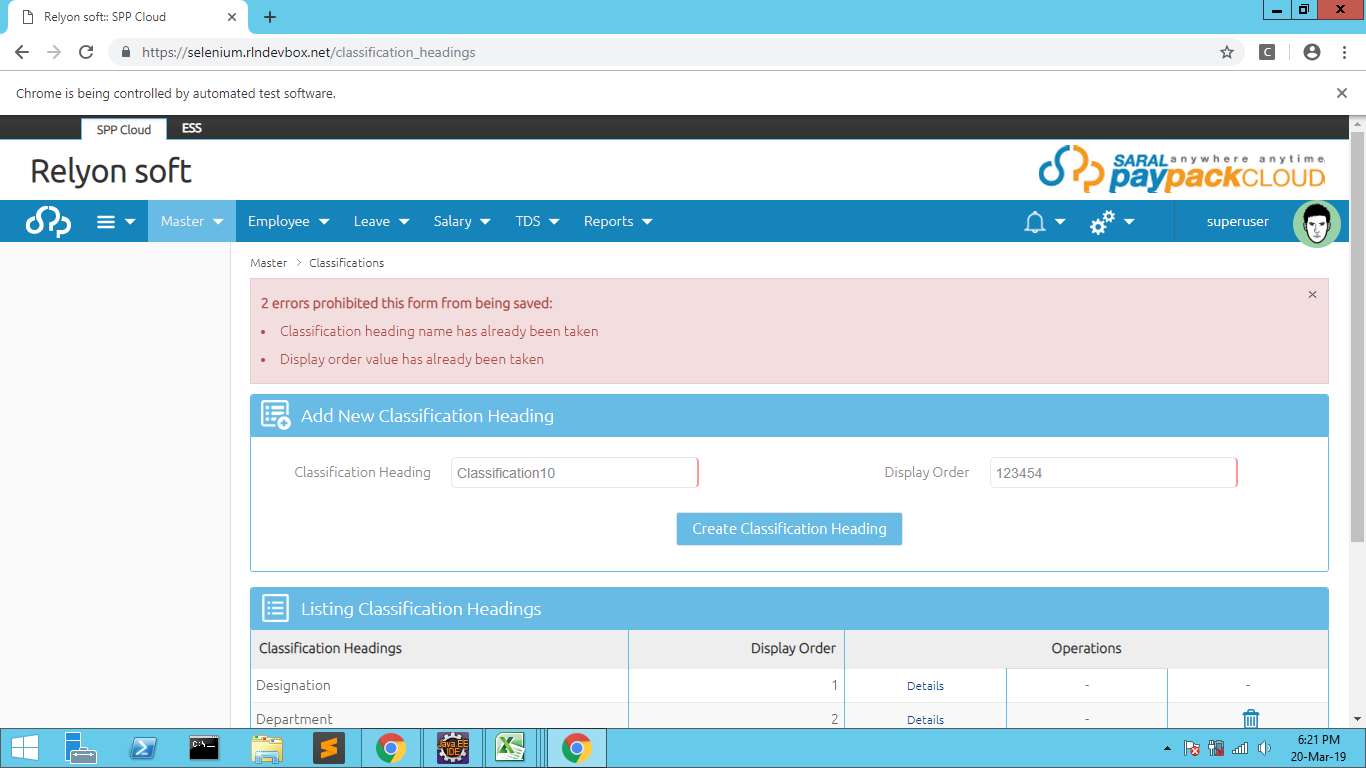 Relyon soft:: SPP Cloud
https://selenium.rlndevbox.net/classification_headings
C
Chrome is being controlled by automated test software.
SPP Cloud ESS
Relyon soft
SARAL anywhere anytime
paypackCLOUD
Master Employee Leave Salary TDS Reports superuser
Master > Classifications
2 errors prohibited this form from being saved:
Classification heading name has already been taken
Display order value has already been taken
Add New Classification Heading
Classification Heading Classification10 Display Order 123454
Create Classification Heading
Listing Classification Headings
Classification Headings Display Order Operations
Designation 1 Details - -
Department 2 Details -
C:\_
Java EE
IDE
6:21 PM
20-Mar-19